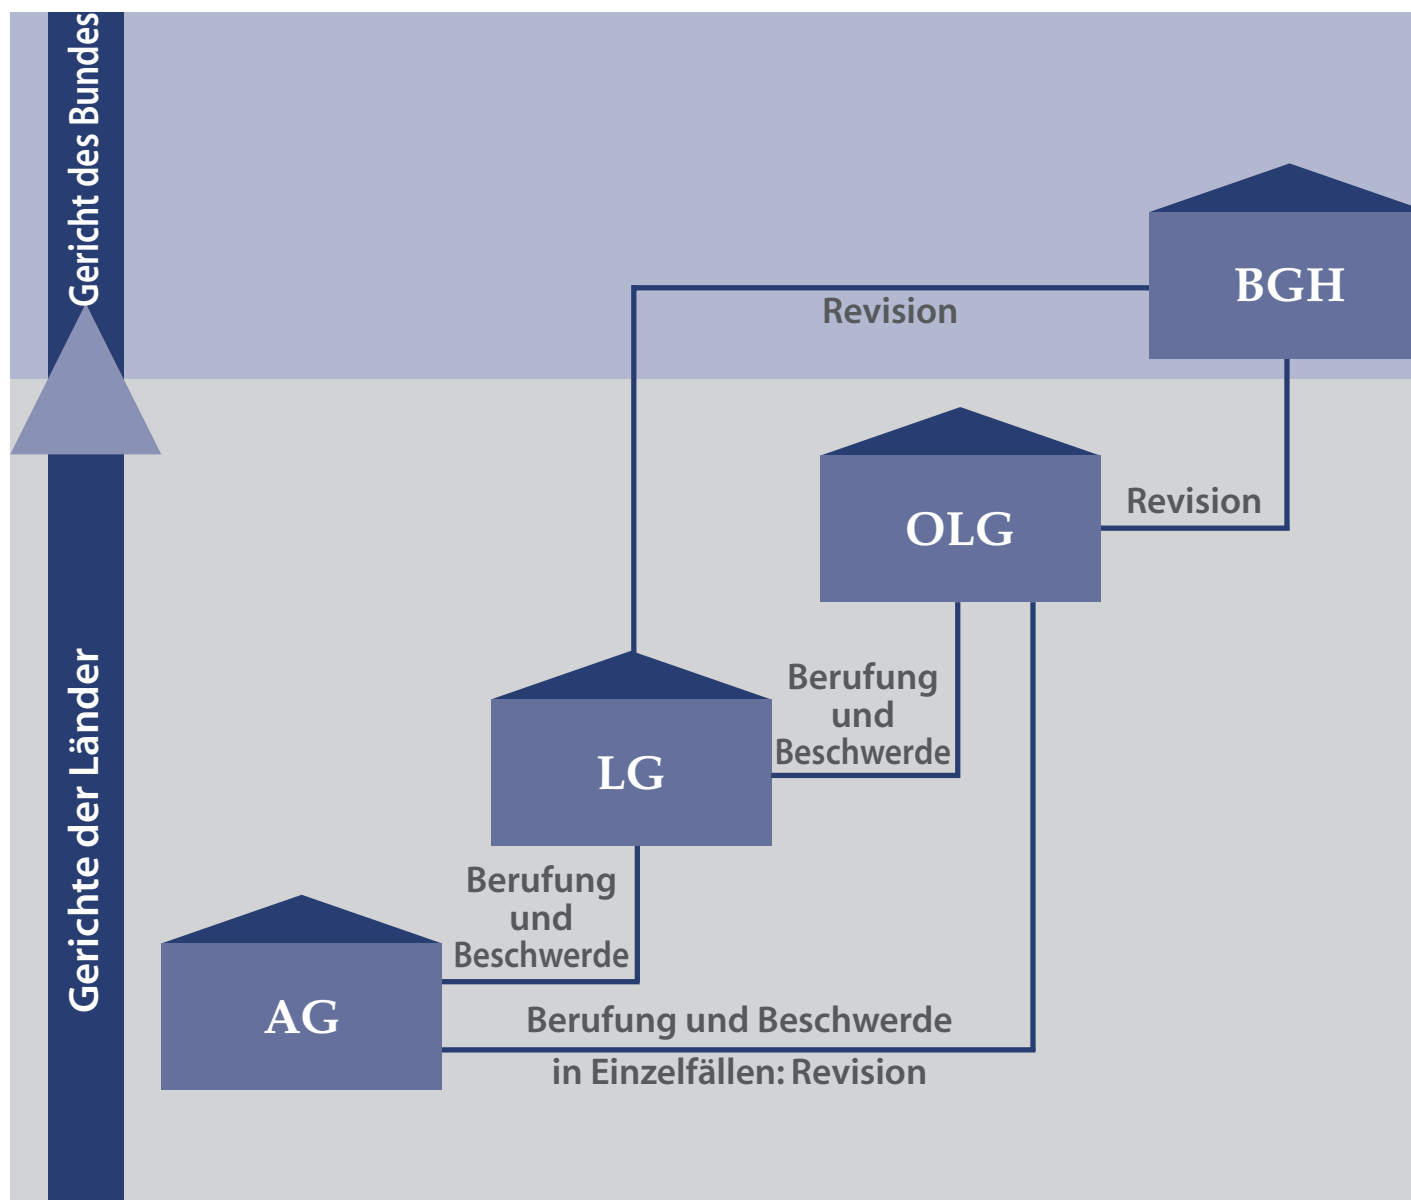 Gericht des Bundes
BGH
Revision
OLG
Revision
Berufung
und
Beschwerde
LG
Gerichte der Länder
Berufung
und
Beschwerde
AG
Berufung und Beschwerde
in Einzelfällen: Revision